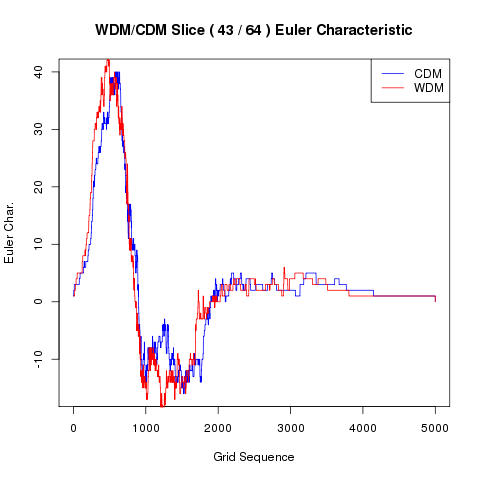 WDM/CDM Slice ( 43 / 64 ) Euler Characteristic
CDM
WDM
Euler Char.
40
30
20
10
0
-10
0 1000 2000 3000 4000 5000
Grid Sequence